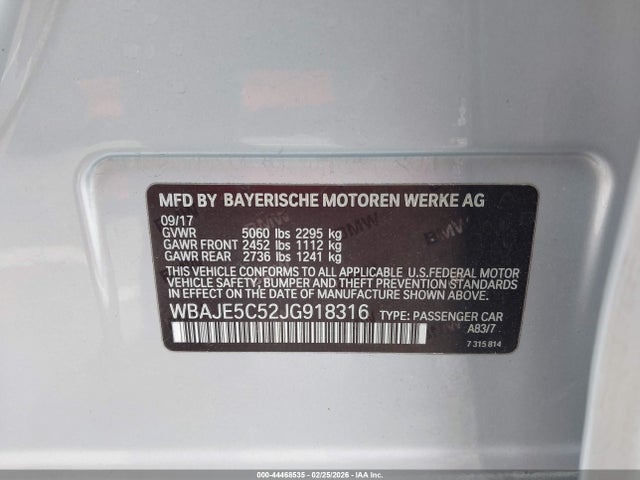 MFD BY BAYERISCHE MOTOREN WERKE AG
09/17
GVWR 5060 lbs 2295 kg
GAWR FRONT 2452 lbs 1112 kg
GAWR REAR 2736 lbs 1241 kg
THIS VEHICLE CONFORMS TO ALL APPLICABLE U.S.FEDERAL MOTOR
VEHICLE SAFETY, BUMPER, AND THEFT PREVENTION STANDARDS
IN EFFECT ON THE DATE OF MANUFACTURE SHOWN ABOVE.
WBAJE5C52JG918316 TYPE: PASSENGER CAR
A83/7
7 315 814
000-44468535 - 02/25/2026 - IAA Inc.